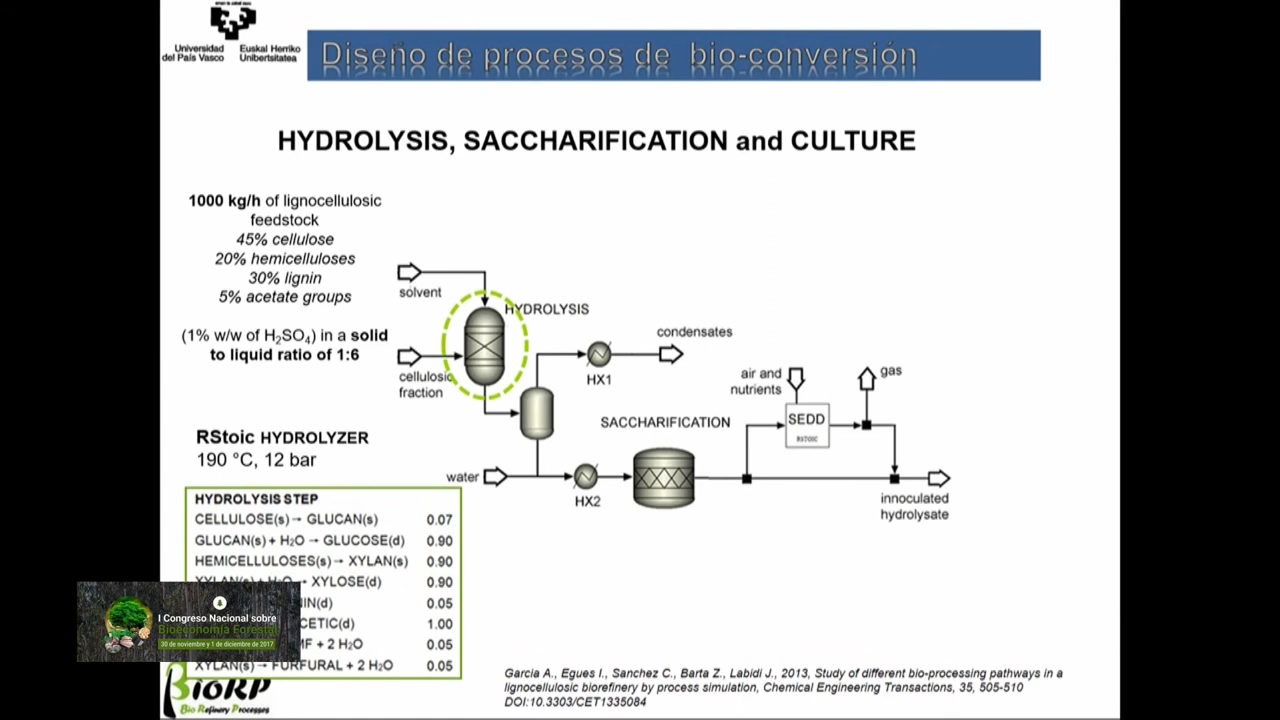 Universidad
del País Vasco
Euskal Herriko
Unibertsitatea
Diseño de procesos de bio-conversión
HYDROLYSIS, SACCHARIFICATION and CULTURE
1000 kg/h of lignocellulosic
feedstock
45% cellulose
20% hemicelluloses
30% lignin
5% acetate groups
(1% w/w of H₂SO₄) in a solid
to liquid ratio of 1:6
solvent
HYDROLYSIS
cellulosic
fraction
condensates
HX1
air and
nutrients
gas
SEDD
RSTOIC
SACCHARIFICATION
water
HX2
innoculated
hydrolysate
RStoic HYDROLYZER
190 °C, 12 bar
HYDROLYSIS STEP
CELLULOSE(s) → GLUCAN(s) 0.07
GLUCAN(s) + H₂O → GLUCOSE(d) 0.90
HEMICELLULOSES(s) → XYLAN(s) 0.90
XYLAN(s) + H₂O → XYLOSE(d) 0.90
NIN(d) 0.05
CETIC(d) 1.00
MF + 2 H₂O 0.05
XYLAN(s) → FURFURAL + 2 H₂O 0.05
I Congreso Nacional sobre
Bioeconomía Forestal
30 de noviembre y 1 de diciembre de 2017
BioRP
Bio Refinery Processes
Garcia A., Egues I., Sanchez C., Barta Z., Labidi J., 2013, Study of different bio-processing pathways in a
lignocellulosic biorefinery by process simulation, Chemical Engineering Transactions, 35, 505-510
DOI:10.3303/CET1335084